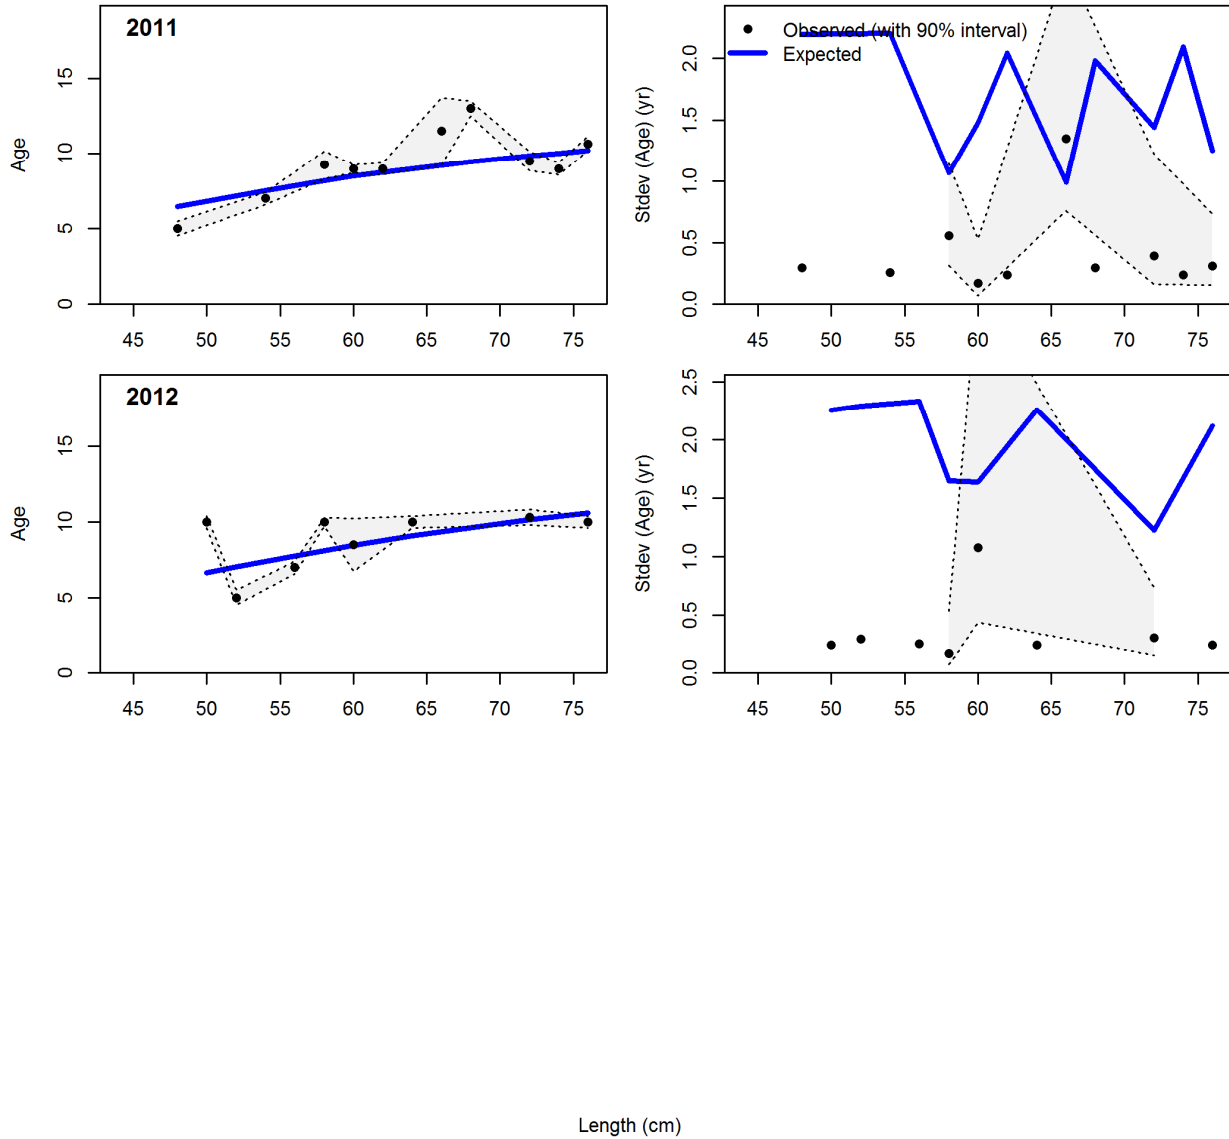 2011
Age
0 5 10 15
45 50 55 60 65 70 75
Observed (with 90% interval)
Expected
Stdev (Age) (yr)
0.0 0.5 1.0 1.5 2.0
45 50 55 60 65 70 75
2012
Age
0 5 10 15
45 50 55 60 65 70 75
Stdev (Age) (yr)
0.0 0.5 1.0 1.5 2.0 2.5
45 50 55 60 65 70 75
Length (cm)